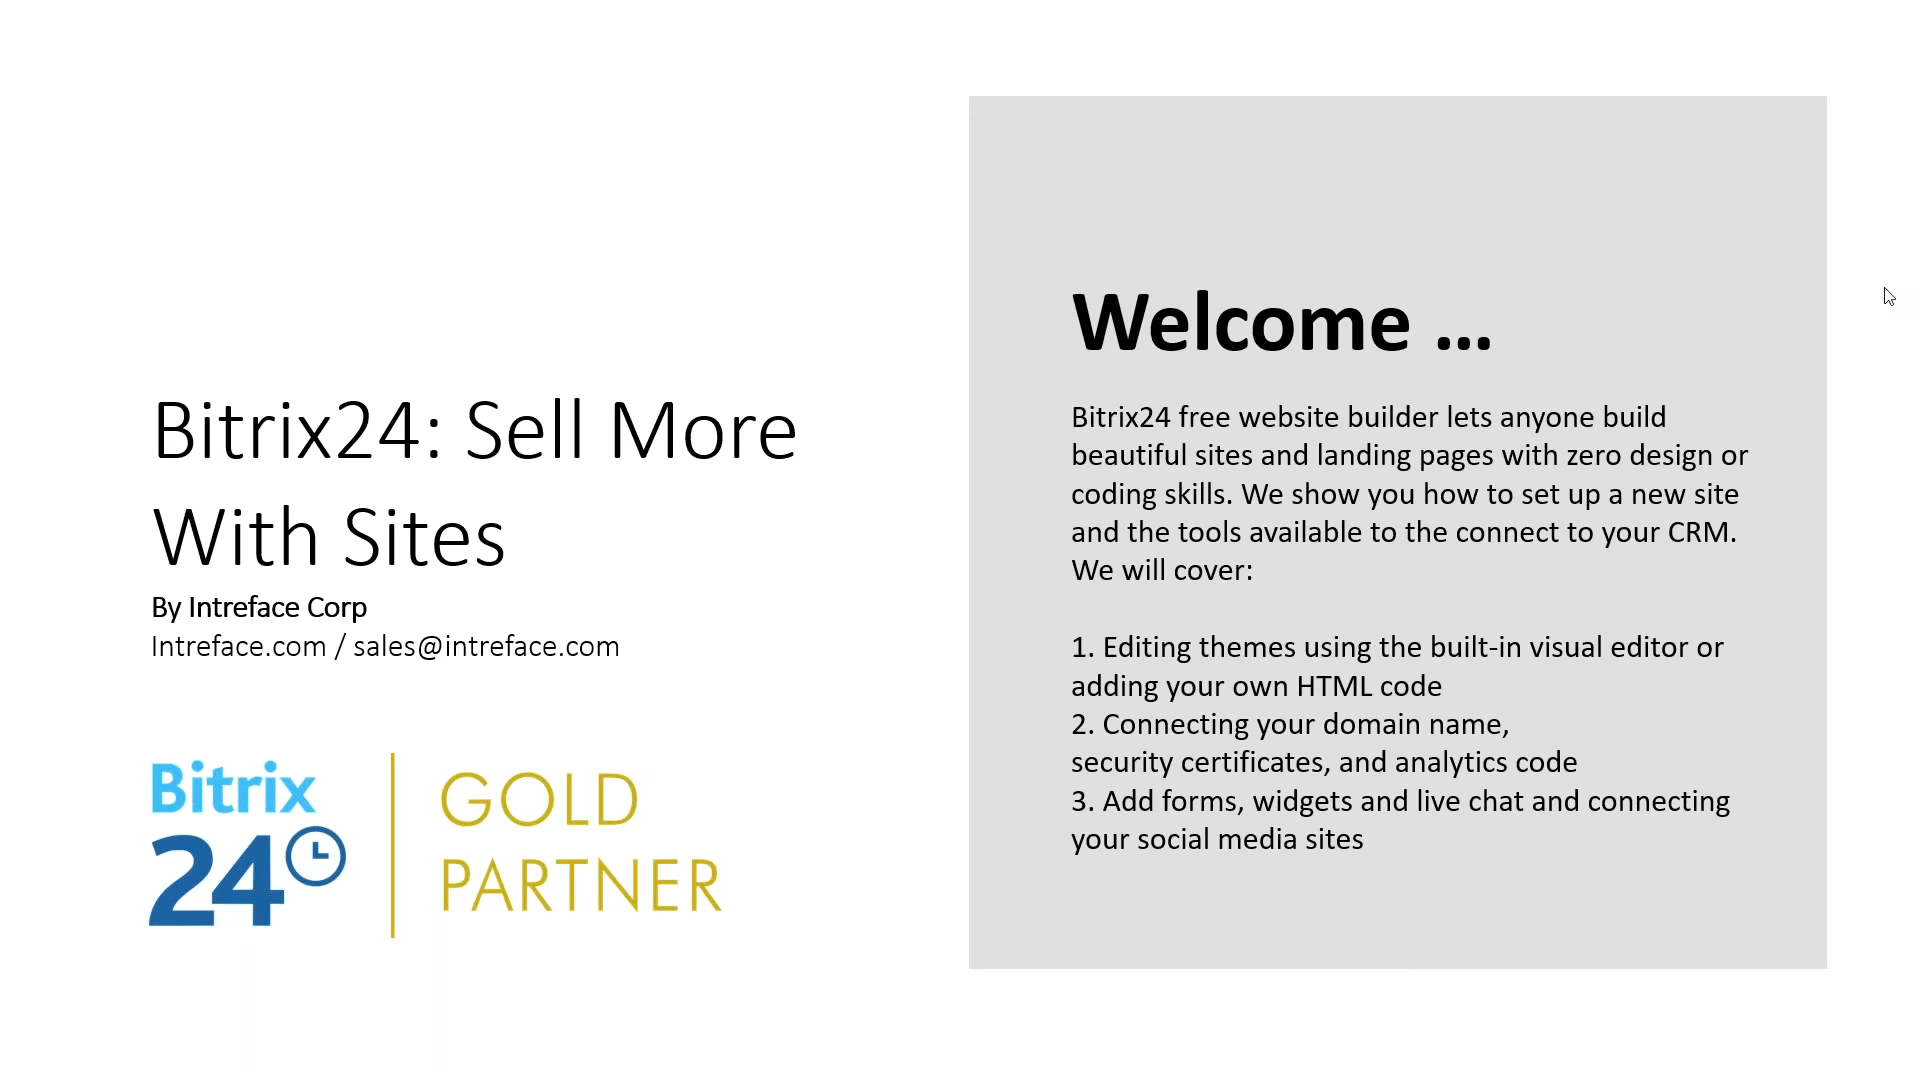 Bitrix24: Sell More
With Sites
By Intreface Corp
Intreface.com / sales@intreface.com
Bitrix
24
GOLD
PARTNER
Welcome ...
Bitrix24 free website builder lets anyone build
beautiful sites and landing pages with zero design or
coding skills. We show you how to set up a new site
and the tools available to the connect to your CRM.
We will cover:
1. Editing themes using the built-in visual editor or
adding your own HTML code
2. Connecting your domain name,
security certificates, and analytics code
3. Add forms, widgets and live chat and connecting
your social media sites